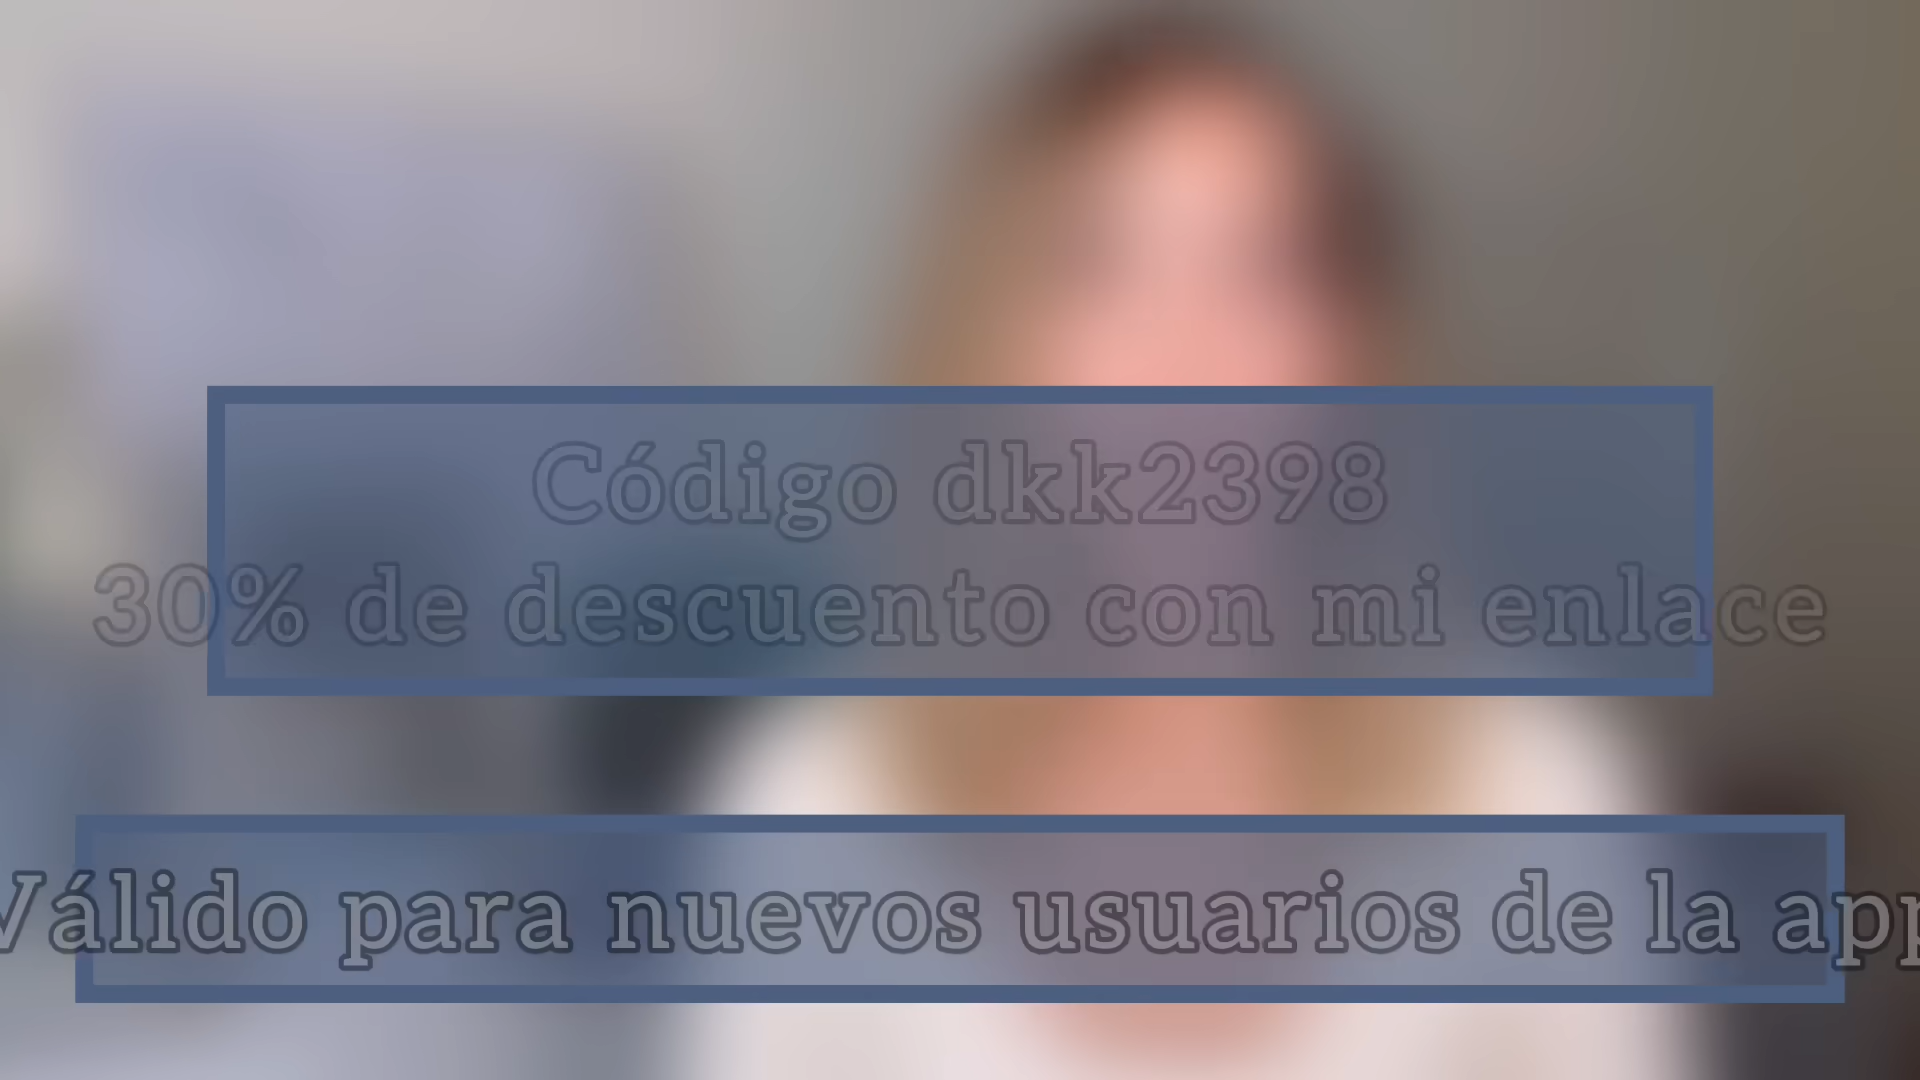 Código dkk2398
30% de descuento con mi enlace
Válido para nuevos usuarios de la app